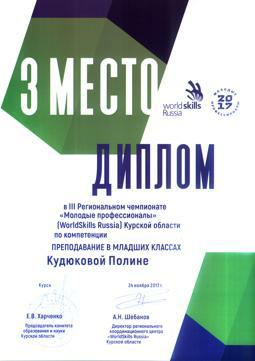 3 МЕСТО
worldskills
Russia
МОЛОДЫЕ
2017
ПРОФЕССИОНАЛЫ
ДИПЛОМ
в III Региональном чемпионате
«Молодые профессионалы»
(WorldSkills Russia) Курской области
по компетенции
ПРЕПОДАВАНИЕ В МЛАДШИХ КЛАССАХ
Кудюковой Полине
Курск
24 ноября 2017 г.
Е.В. Харченко
Председатель комитета
образования и науки
Курской области
А.Н. Шебанов
Директор регионального
координационного центра
«WorldSkills Russia»
Курской области